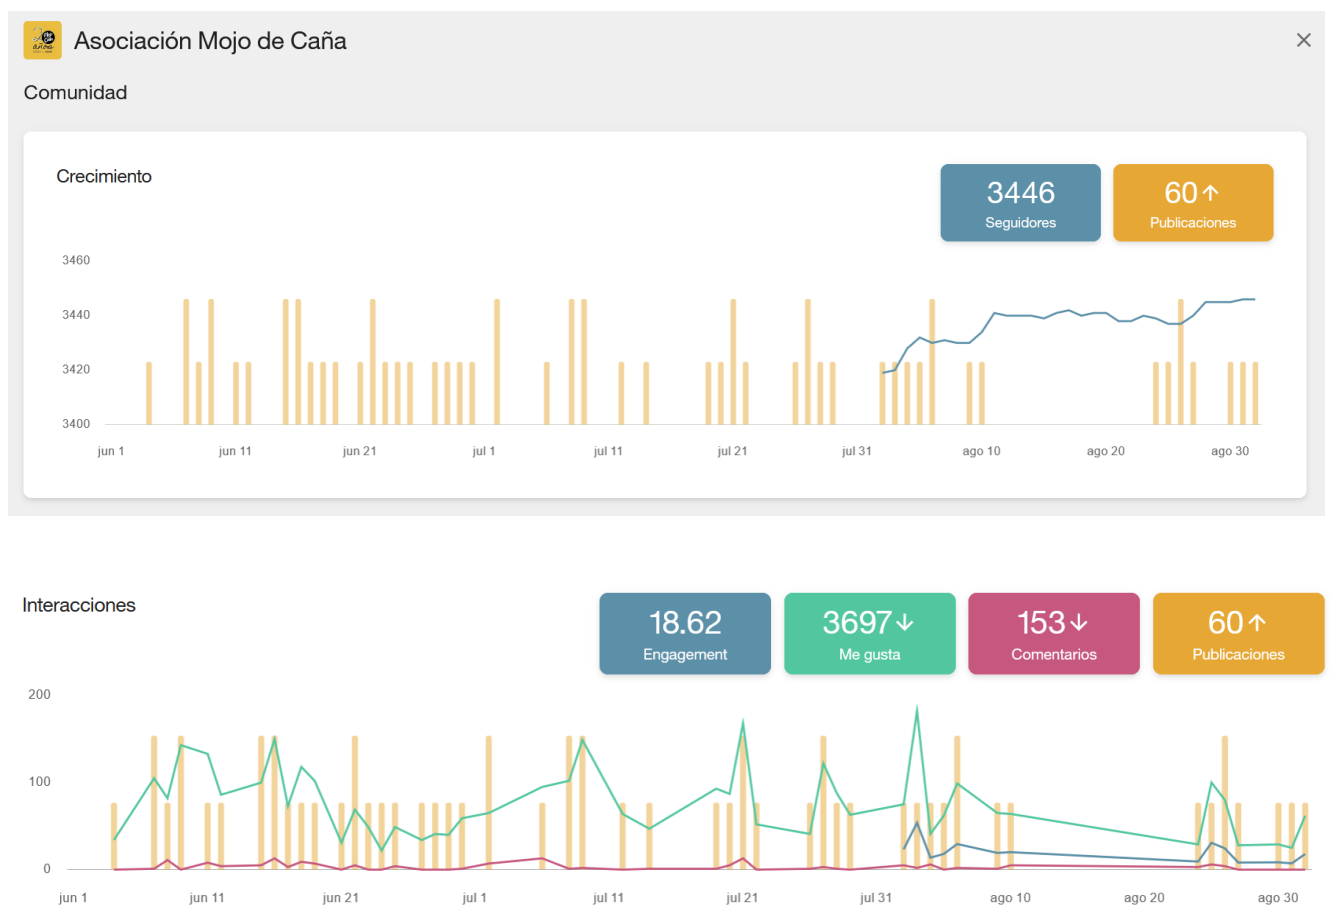 Asociación Mojo de Caña
Comunidad
Crecimiento
3446
Seguidores
60
Publicaciones
3460
3440
3420
3400
jun 1 jun 11 jun 21 jul 1 jul 11 jul 21 jul 31 ago 10 ago 20 ago 30
Interacciones
18.62
Engagement
3697
Me gusta
153
Comentarios
60
Publicaciones
200
100
0
jun 1 jun 11 jun 21 jul 1 jul 11 jul 21 jul 31 ago 10 ago 20 ago 30